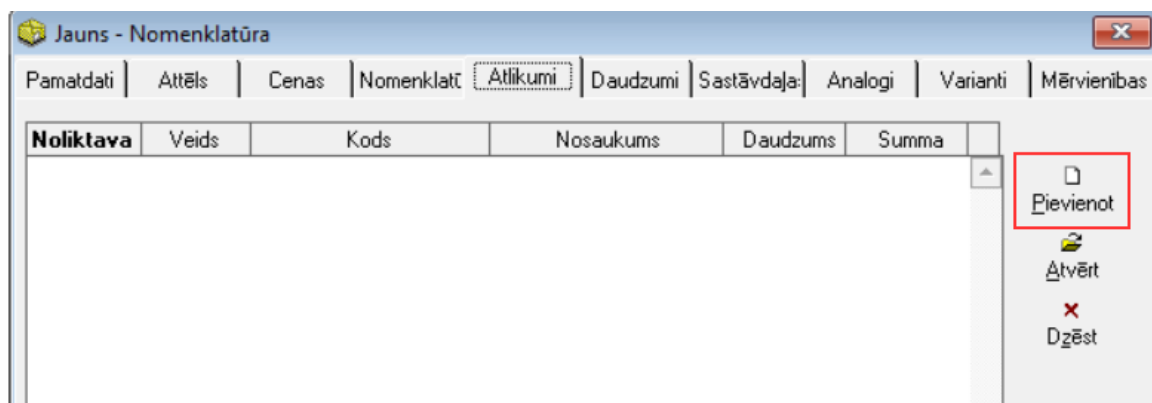 Jauns - Nomenklatūra
Pamatdati Attēls Cenas Nomenklatū Atlikumi Daudzumi Sastāvdaļa: Analogi Varianti Mērvienības
Noliktava Veids Kods Nosaukums Daudzums Summa
Pievienot
Atvērt
Dzēst